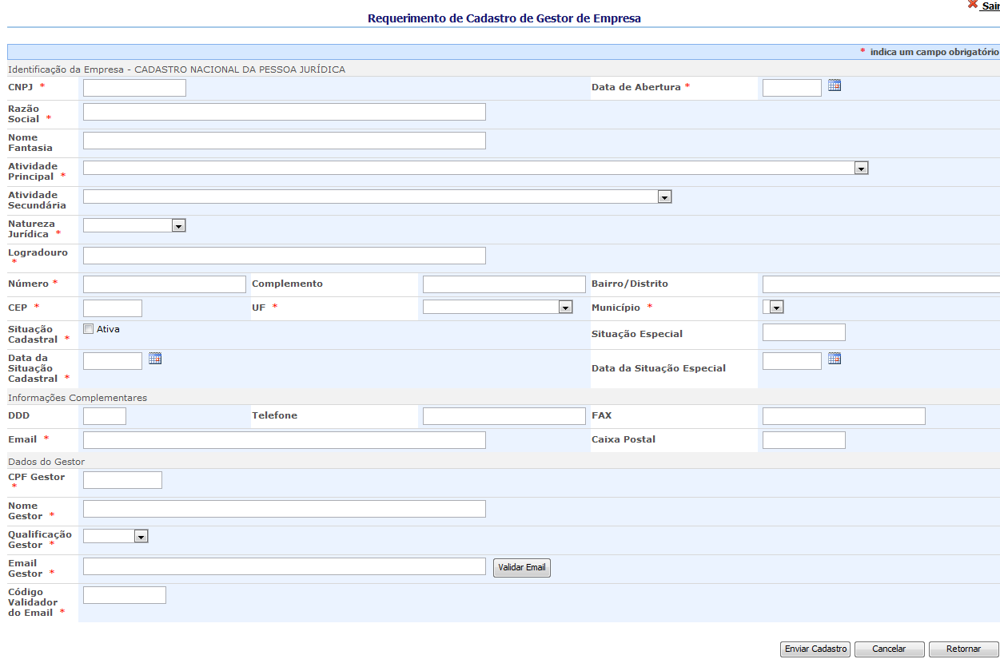 Sair
Requerimento de Cadastro de Gestor de Empresa
* indica um campo obrigatório
Identificação da Empresa - CADASTRO NACIONAL DA PESSOA JURÍDICA
CNPJ * Data de Abertura *
Razão
Social *
Nome
Fantasia
Atividade
Principal *
Atividade
Secundária
Natureza
Jurídica *
Logradouro
*
Número * Complemento Bairro/Distrito
CEP * UF * Município *
Situação
Cadastral * Ativa Situação Especial
Data da
Situação
Cadastral * Data da Situação Especial
Informações Complementares
DDD Telefone FAX
Email * Caixa Postal
Dados do Gestor
CPF Gestor
*
Nome
Gestor *
Qualificação
Gestor *
Email
Gestor * Validar Email
Código
Validador
do Email *
Enviar Cadastro Cancelar Retornar